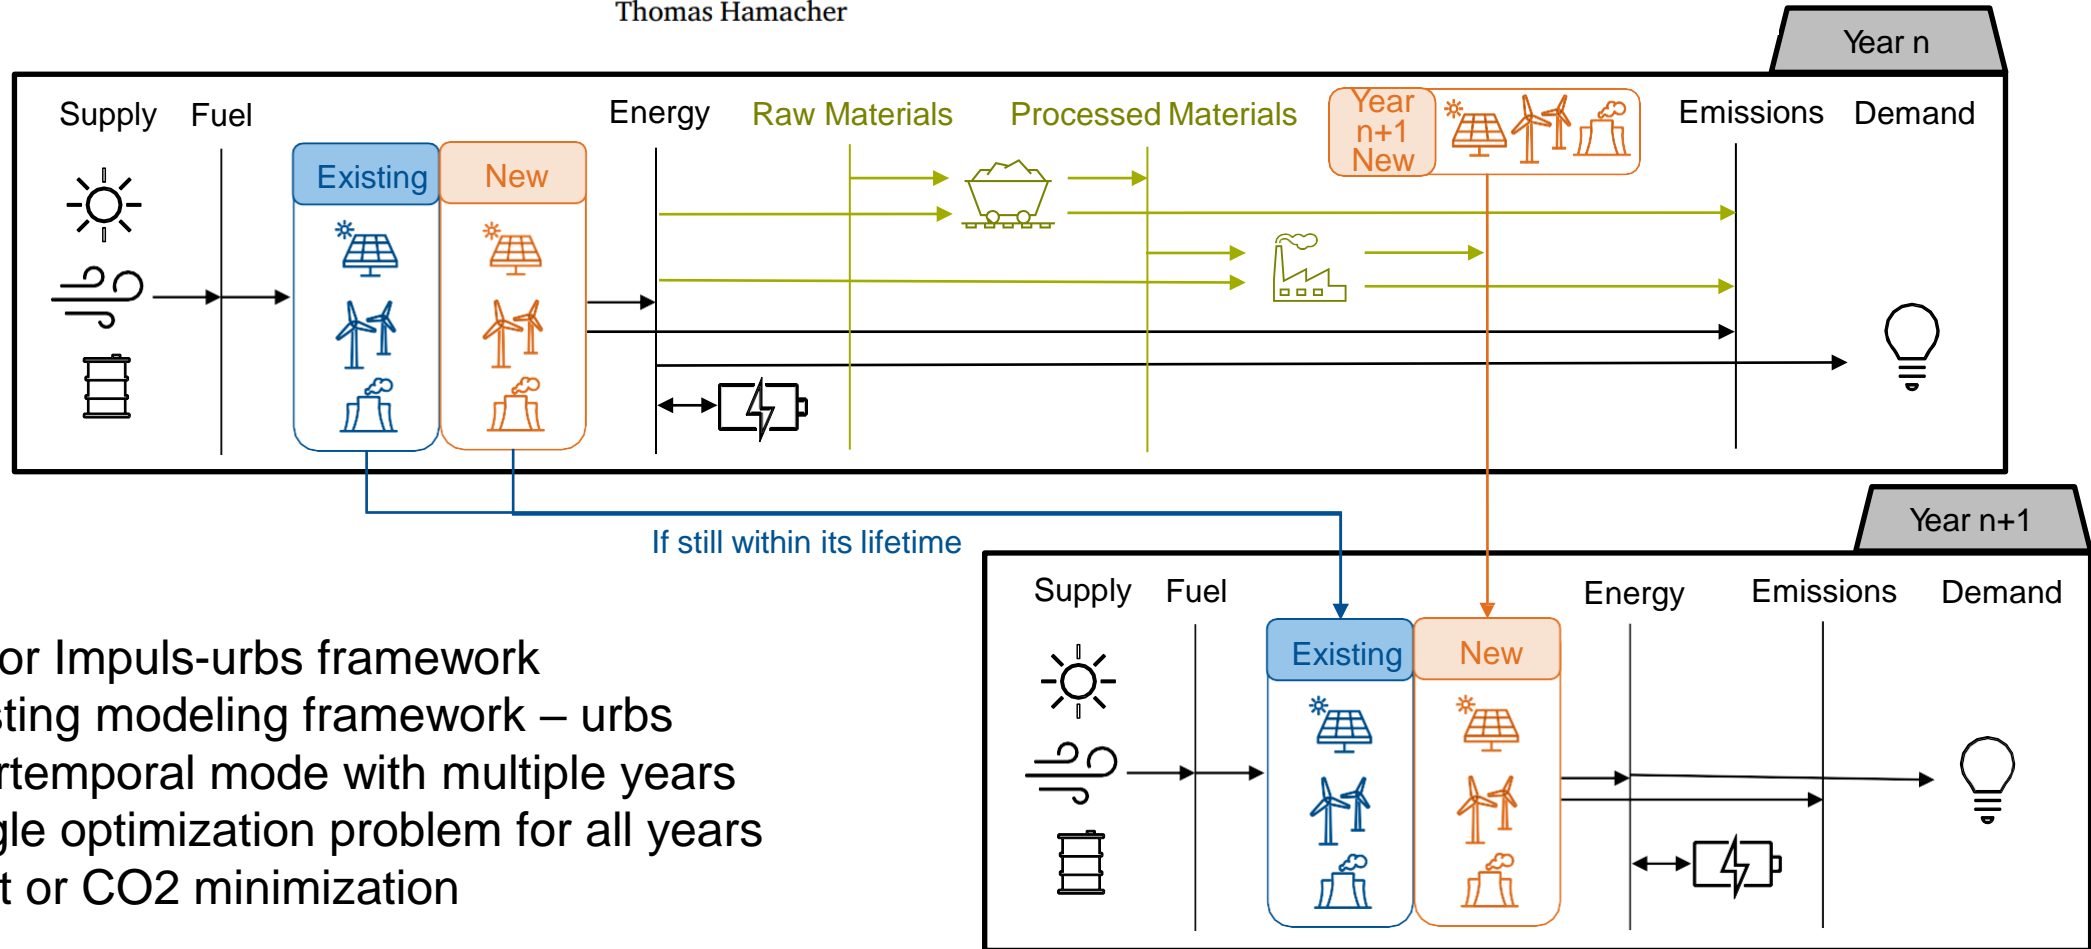 Thomas Hamacher
Year n
Supply Fuel Energy Raw Materials Processed Materials Emissions Demand
Year
n+1
New
Existing New
If still within its lifetime
Year n+1
Supply Fuel Energy Emissions Demand
Existing New
or Impuls-urbs framework
sting modeling framework – urbs
rtemporal mode with multiple years
gle optimization problem for all years
t or CO2 minimization